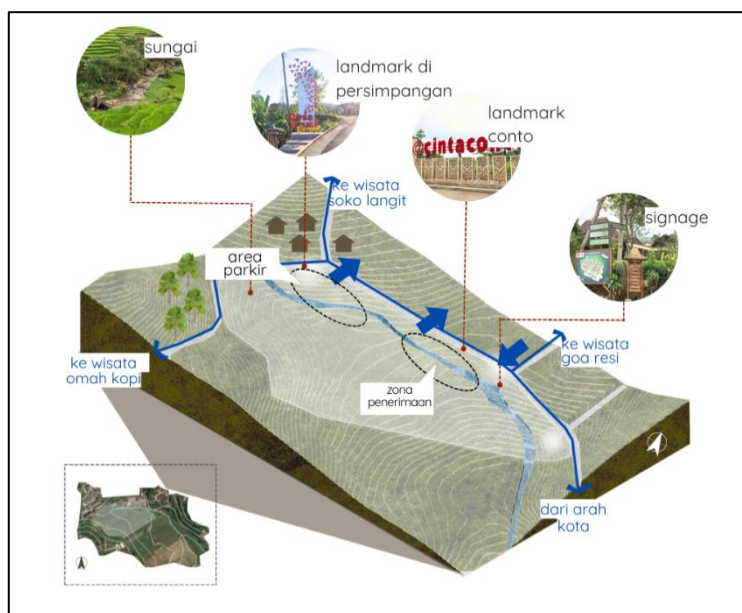 sungai
landmark di
persimpangan
landmark
conto
@cintaco
signage
ke wisata
soko langit
area
parkir
ke wisata
omah kopi
zona
penerimaan
ke wisata
goa resi
dari arah
kota